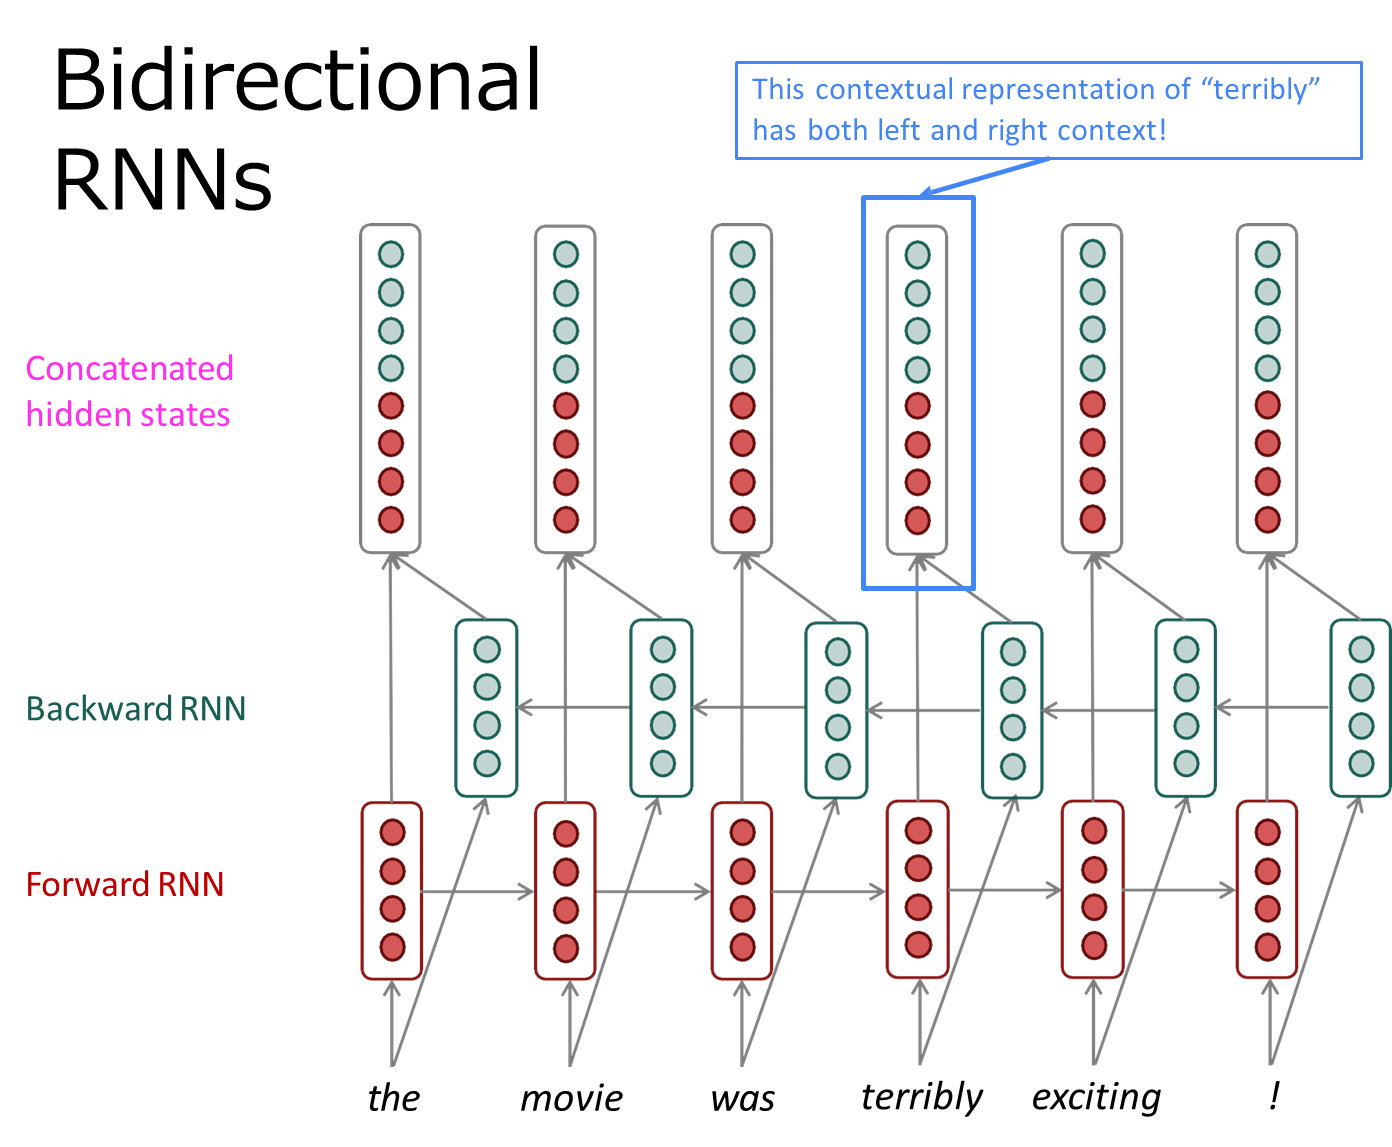 Bidirectional
RNNs
This contextual representation of “terribly”
has both left and right context!
Concatenated
hidden states
Backward RNN
Forward RNN
the movie was terribly exciting !